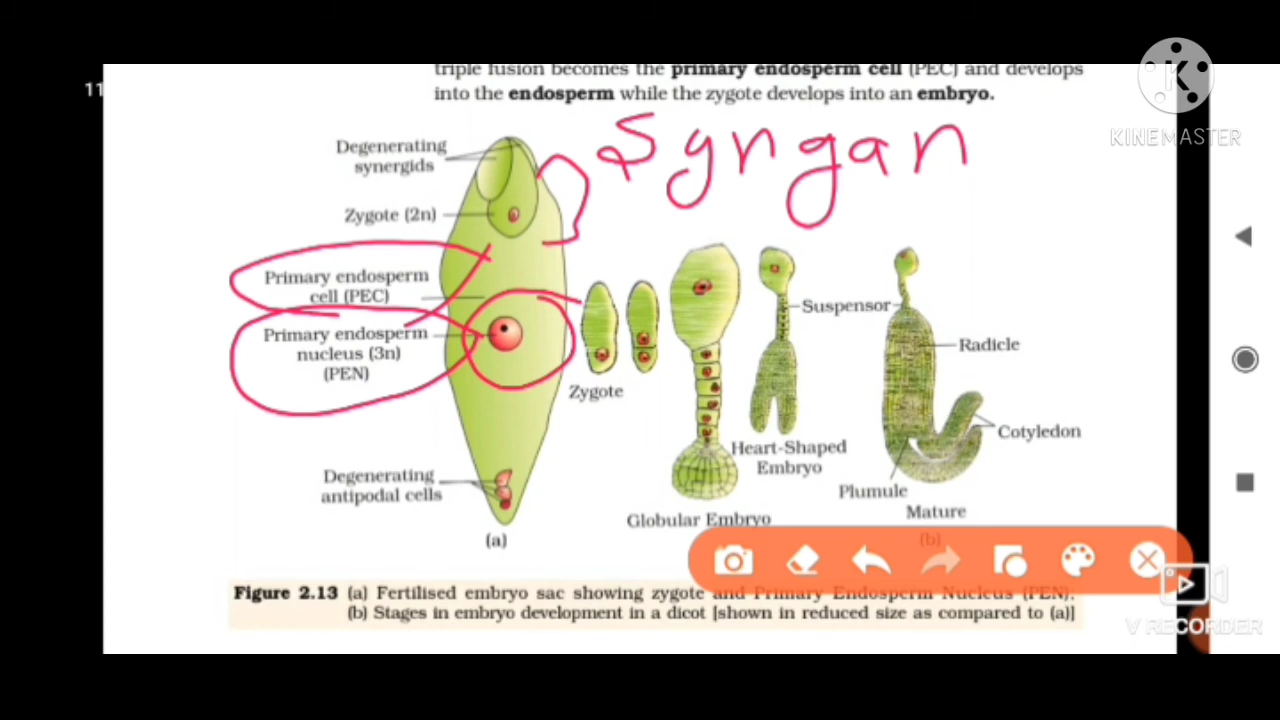 11
triple fusion becomes the primary endosperm cell (PEC) and develops
into the endosperm while the zygote develops into an embryo.
KINEMASTER
Syngan
Degenerating
synergids
Zygote (2n)
Primary endosperm
cell (PEC)
Primary endosperm
nucleus (3n)
(PEN)
Degenerating
antipodal cells
(a)
Zygote
Globular Embryo
Suspensor
Heart-Shaped
Embryo
Radicle
Cotyledon
Plumule
Mature
(b)
Figure 2.13 (a) Fertilised embryo sac showing zygote and Primary Endosperm Nucleus (PEN);
(b) Stages in embryo development in a dicot [shown in reduced size as compared to (a)]
V RECORDER